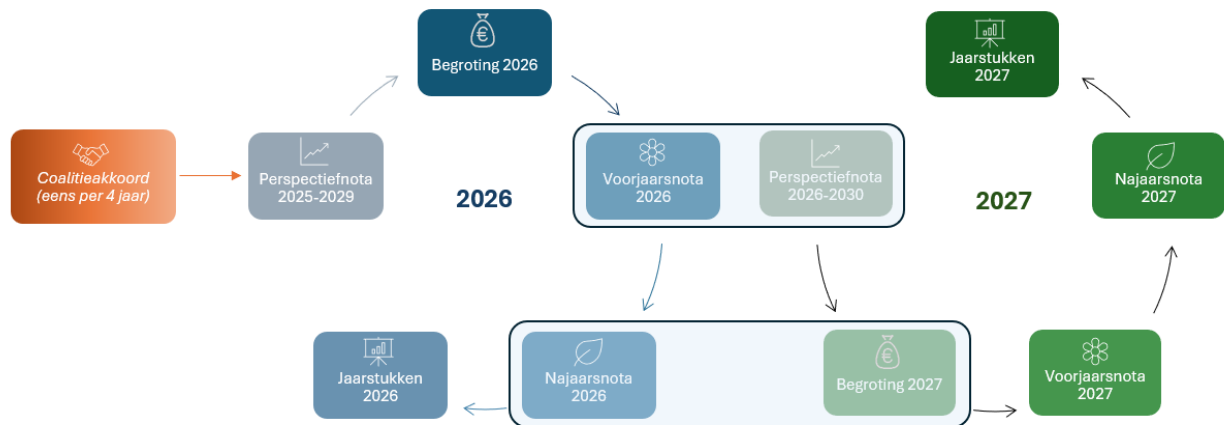 Begroting 2026
Jaarstukken
2027
Coalitieakkoord
(eens per 4 jaar)
Perspectiefnota
2025-2029
2026
Voorjaarsnota
2026
Perspectiefnota
2026-2030
2027
Najaarsnota
2027
Jaarstukken
2026
Najaarsnota
2026
Begroting 2027
Voorjaarsnota
2027